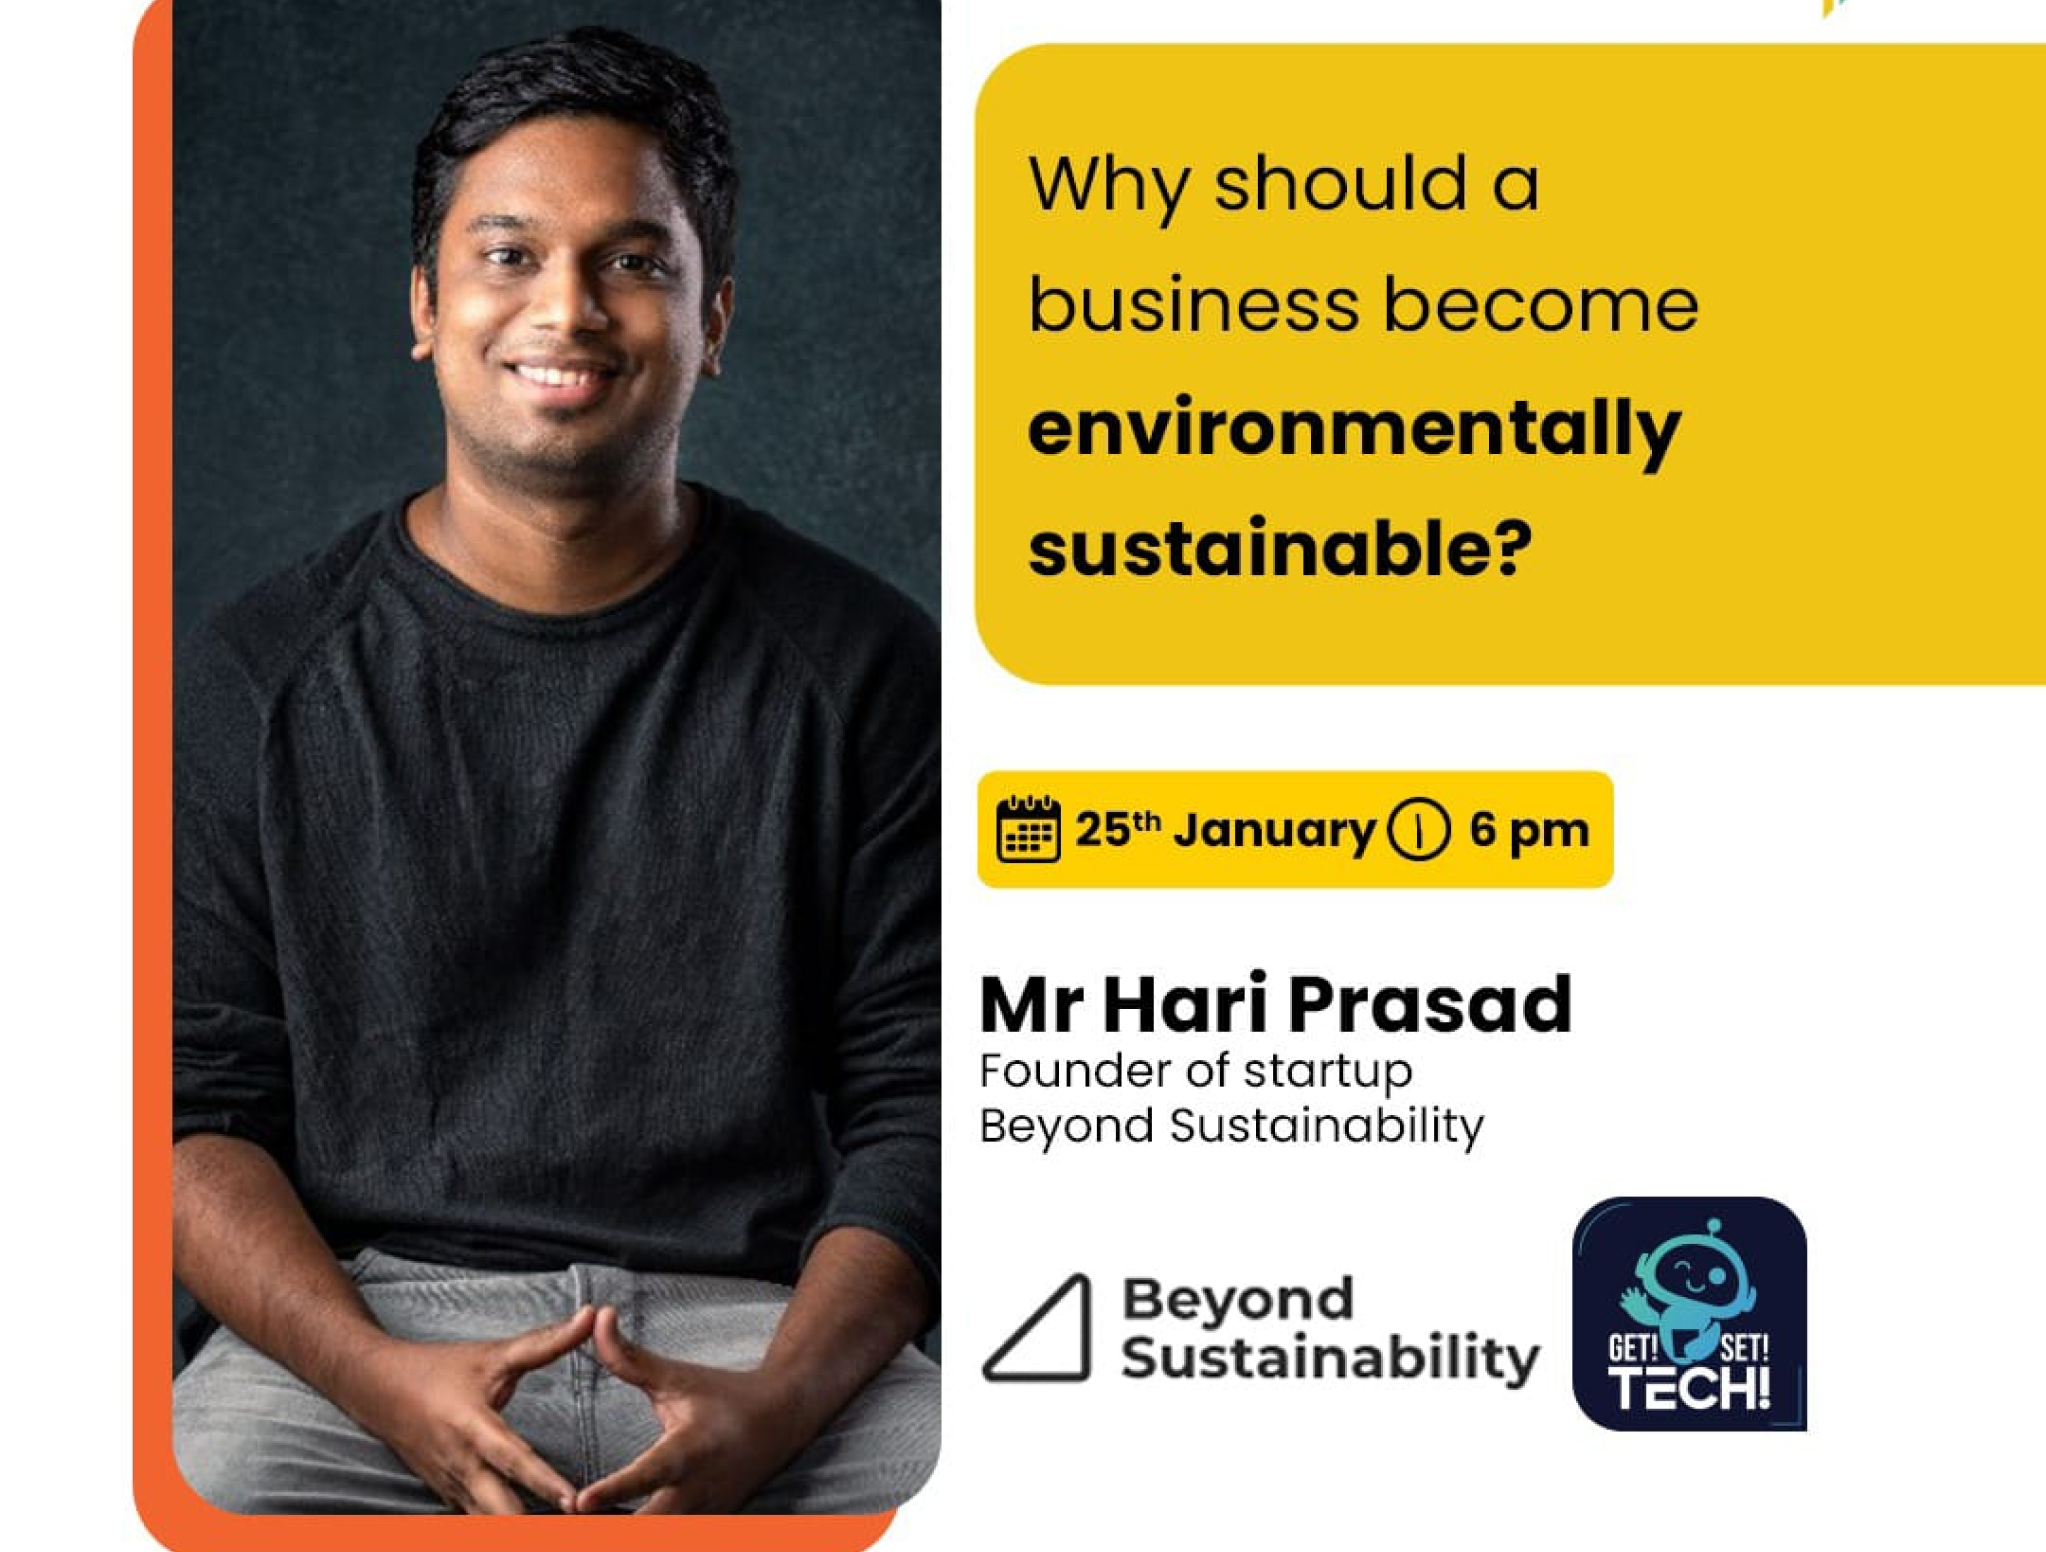 Why should a
business become
environmentally
sustainable?
25th January 6 pm
Mr Hari Prasad
Founder of startup
Beyond Sustainability
Beyond
Sustainability
GET! SET!
TECH!